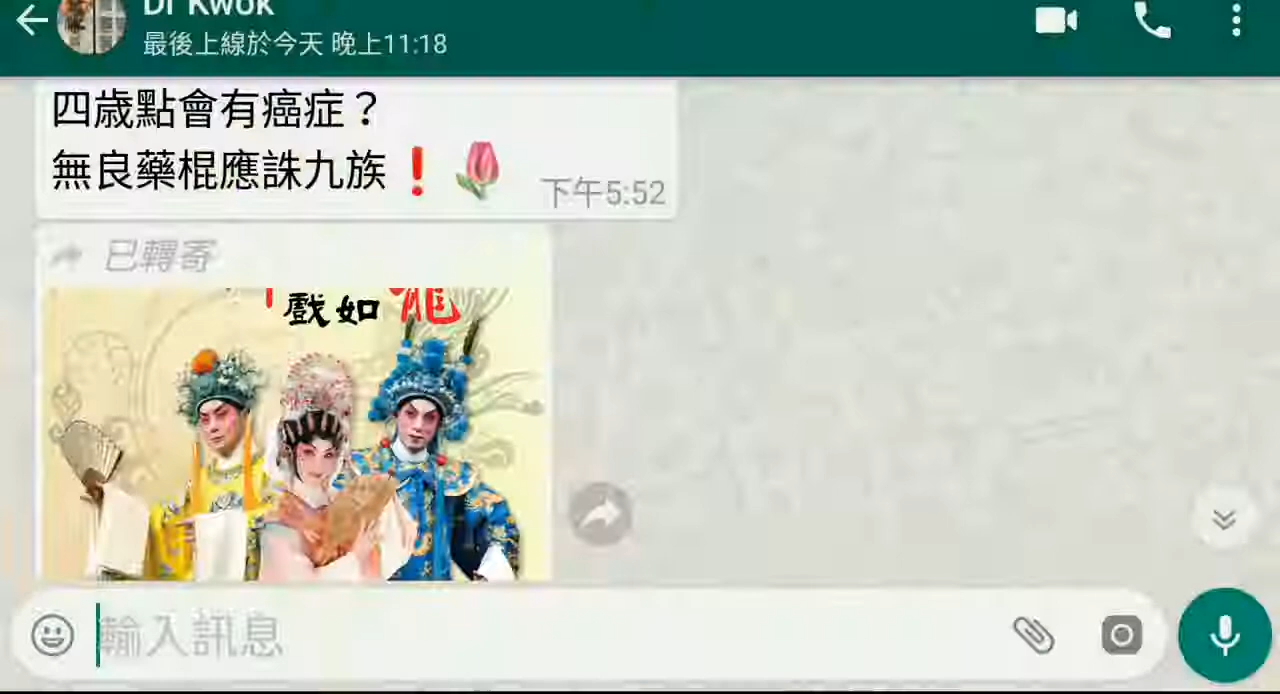 Dr Kwok
最後上線於今天 晚上11:18
四歲點會有癌症？
無良藥棍應誅九族❗🌷
下午5:52
已轉寄
戲如龍
輸入訊息